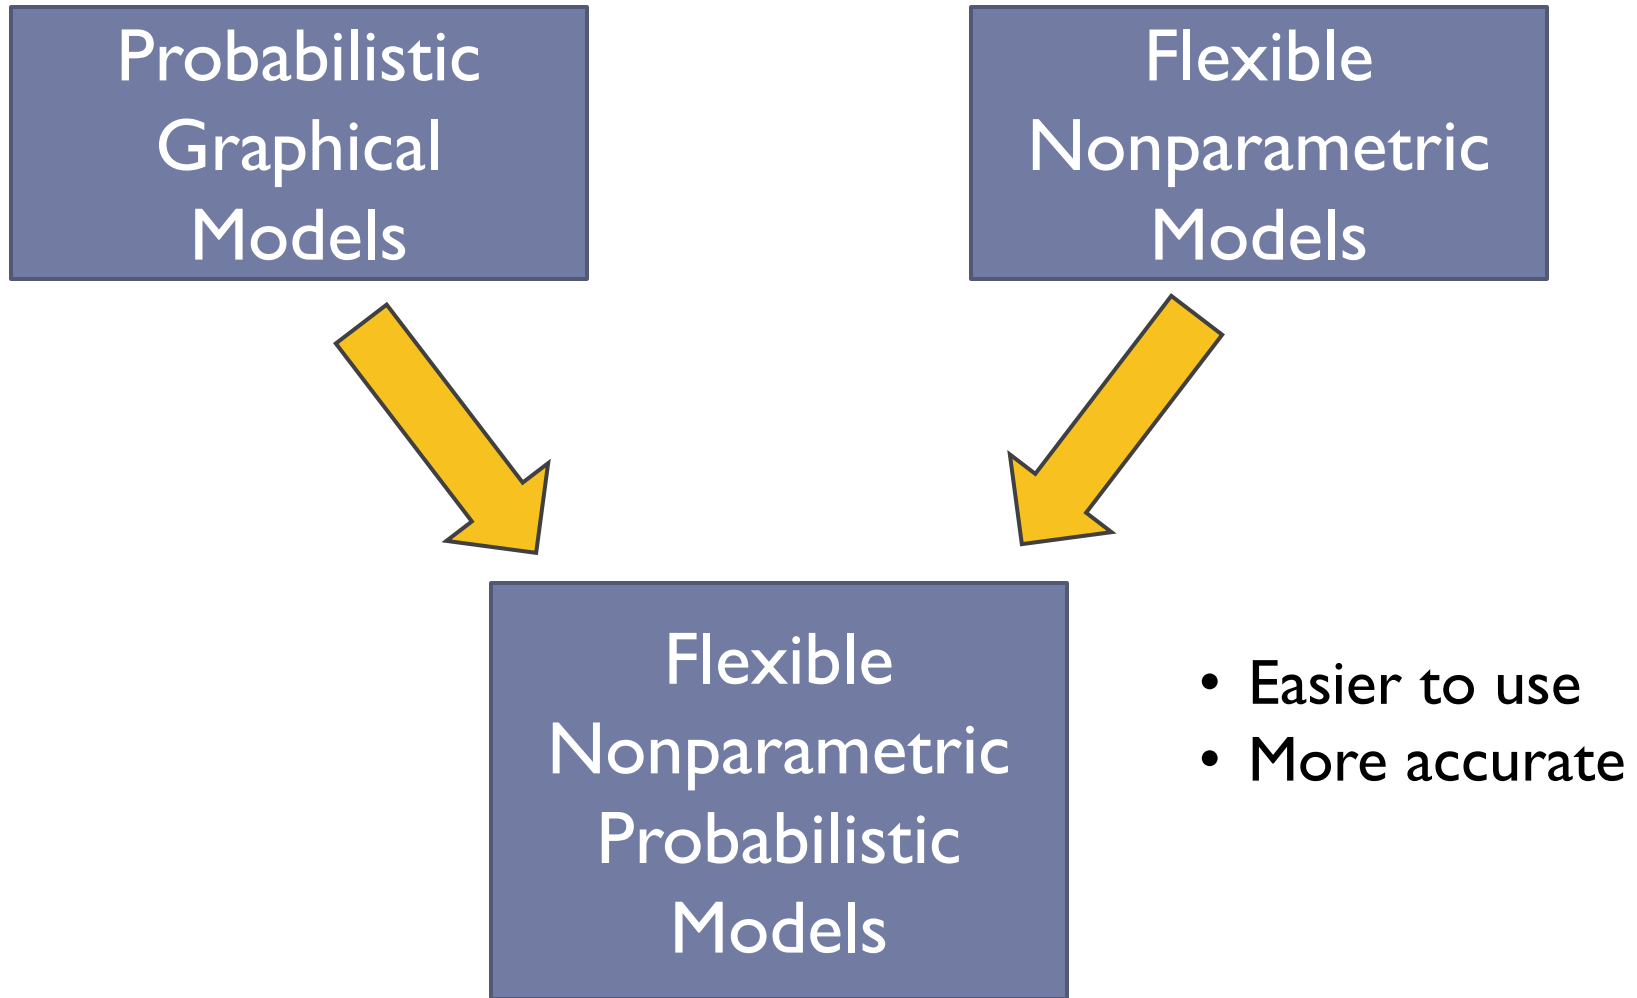 Probabilistic
Graphical
Models
Flexible
Nonparametric
Models
Flexible
Nonparametric
Probabilistic
Models
• Easier to use
• More accurate